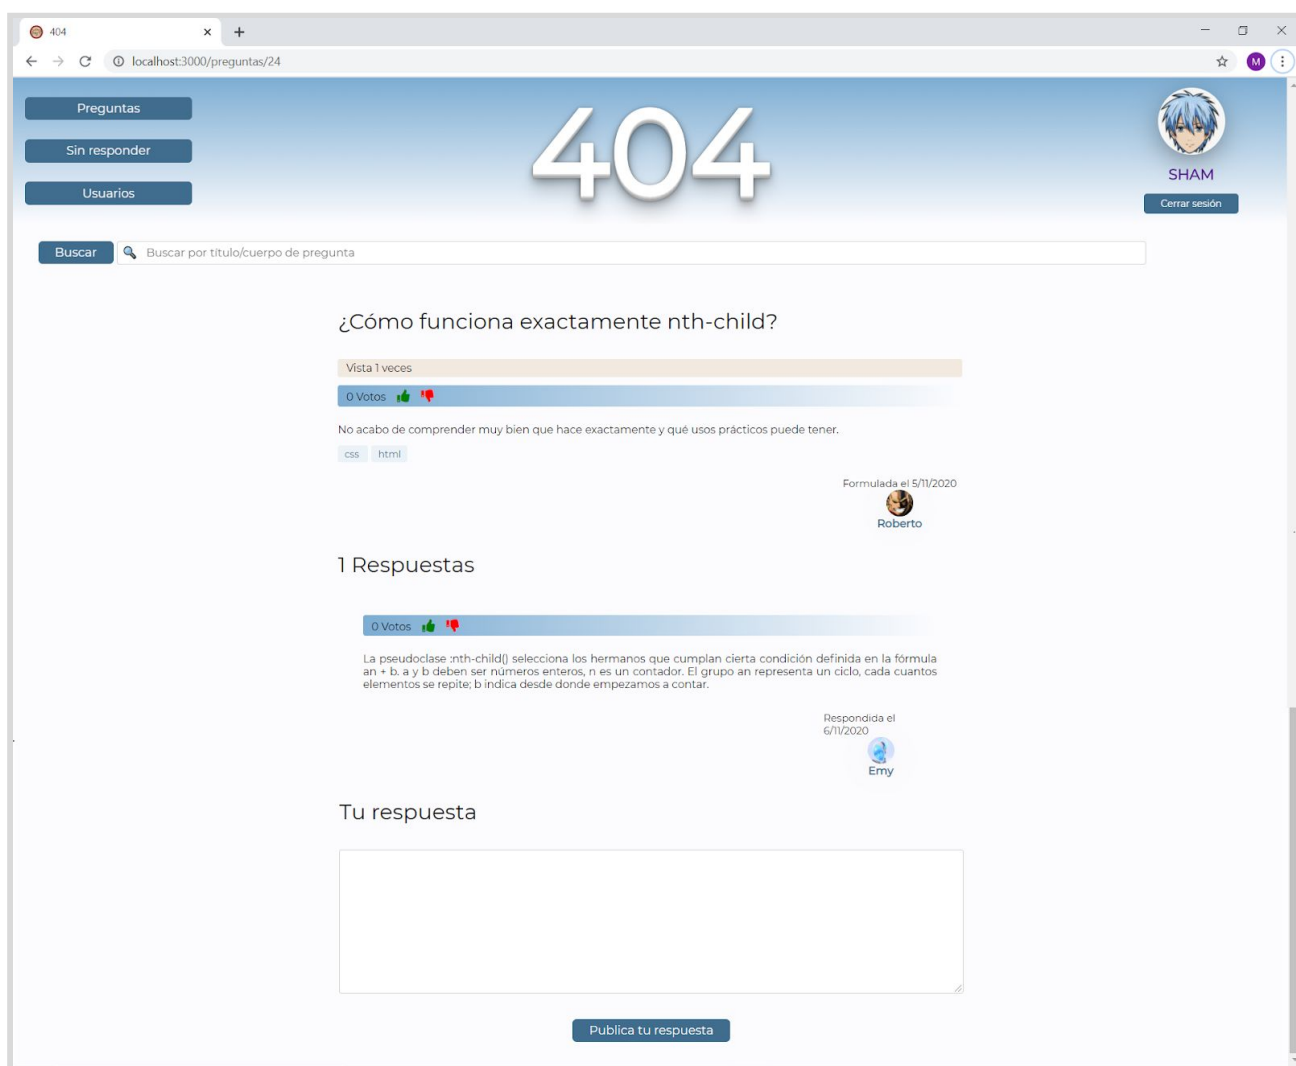 404
localhost:3000/preguntas/24
M
Preguntas
Sin responder
Usuarios
404
SHAM
Cerrar sesión
Buscar
Buscar por título/cuerpo de pregunta
¿Cómo funciona exactamente nth-child?
Vista 1 veces
0 Votos
No acabo de comprender muy bien que hace exactamente y qué usos prácticos puede tener.
css html
Formulada el 5/11/2020
Roberto
1 Respuestas
0 Votos
La pseudoclase :nth-child() selecciona los hermanos que cumplan cierta condición definida en la fórmula
an + b. a y b deben ser números enteros, n es un contador. El grupo an representa un ciclo, cada cuantos
elementos se repite; b indica desde donde empezamos a contar.
Respondida el
6/11/2020
Emy
Tu respuesta
Publica tu respuesta